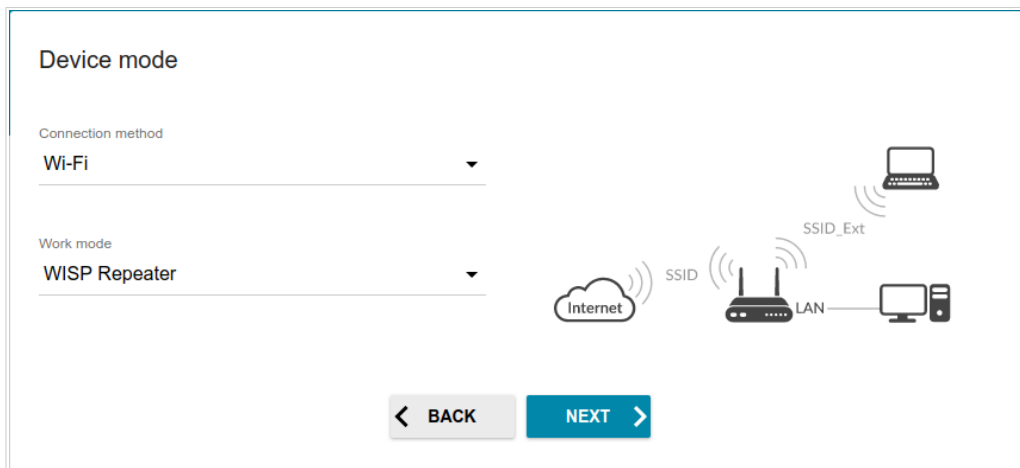 Device mode
Connection method
Wi-Fi
Work mode
WISP Repeater
SSID_Ext
SSID
Internet
LAN
BACK
NEXT